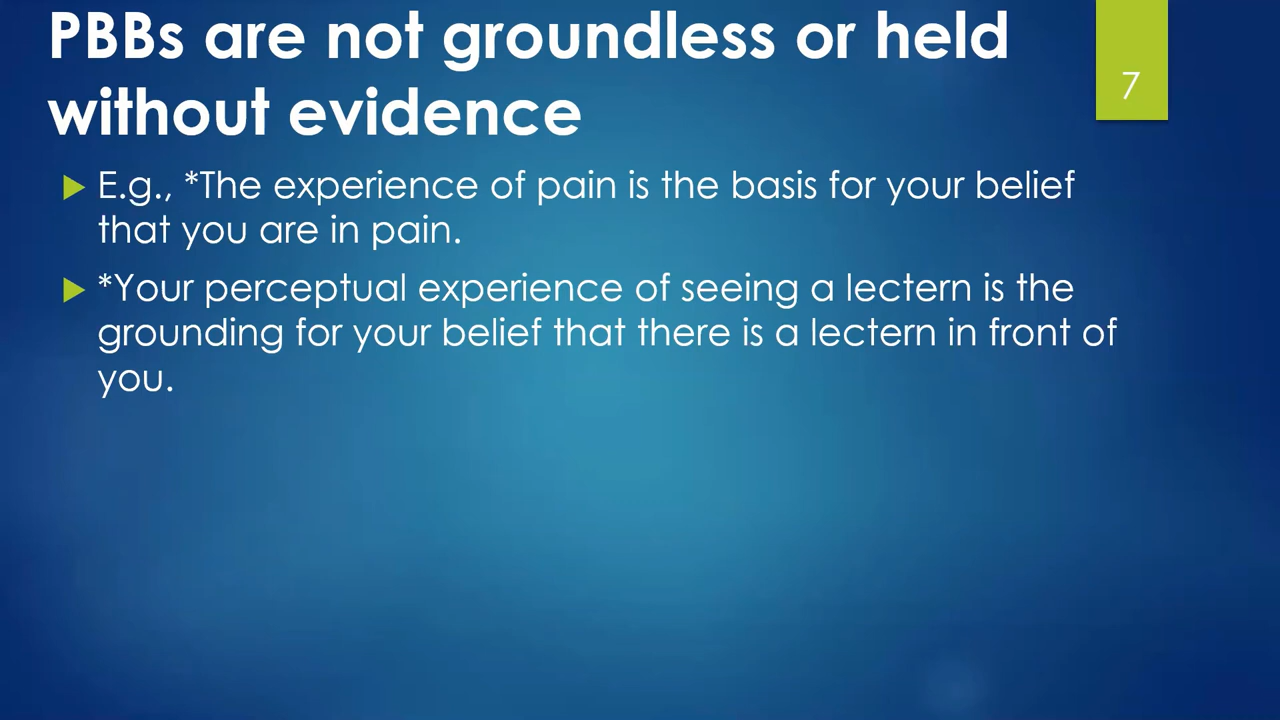 PBBs are not groundless or held
without evidence
7
E.g., *The experience of pain is the basis for your belief
that you are in pain.
*Your perceptual experience of seeing a lectern is the
grounding for your belief that there is a lectern in front of
you.